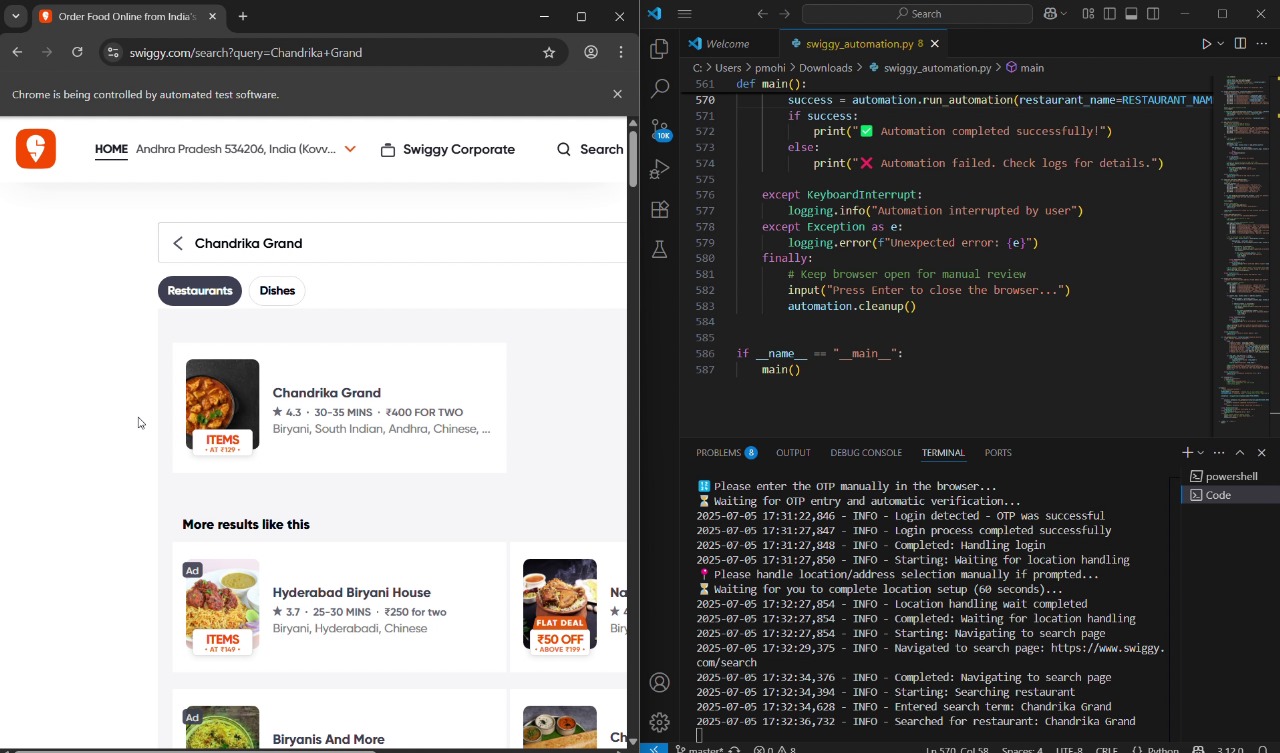 Order Food Online from India's
swiggy.com/search?query=Chandrika+Grand
Chrome is being controlled by automated test software.
HOME Andhra Pradesh 534206, India (Kovv...
Swiggy Corporate
Search
Chandrika Grand
Restaurants
Dishes
Chandrika Grand
★ 4.3 · 30-35 MINS · ₹400 FOR TWO
Biryani, South Indian, Andhra, Chinese, ...
ITEMS
• AT ₹129 •
More results like this
Ad
Hyderabad Biryani House
★ 3.7 · 25-30 MINS · ₹250 for two
Biryani, Hyderabadi, Chinese
ITEMS
• AT ₹149 •
FLAT DEAL
₹50 OFF
• ABOVE ₹199 •
Na
★ 4
Biry
Ad
Biryanis And More
Ch
Search
Welcome
swiggy_automation.py 8
C: > Users > pmohi > Downloads > swiggy_automation.py > main
561 def main():
570 success = automation.run_automation(restaurant_name=RESTAURANT_NAM
571 if success:
572 print("✅ Automation completed successfully!")
573 else:
574 print("❌ Automation failed. Check logs for details.")
575
576 except KeyboardInterrupt:
577 logging.info("Automation interrupted by user")
578 except Exception as e:
579 logging.error(f"Unexpected error: {e}")
580 finally:
581 # Keep browser open for manual review
582 input("Press Enter to close the browser...")
583 automation.cleanup()
584
585
586 if __name__ == "__main__":
587 main()
10K
PROBLEMS 8 OUTPUT DEBUG CONSOLE TERMINAL PORTS
powershell
Code
🔢 Please enter the OTP manually in the browser...
⏳ Waiting for OTP entry and automatic verification...
2025-07-05 17:31:22,846 - INFO - Login detected - OTP was successful
2025-07-05 17:31:27,847 - INFO - Login process completed successfully
2025-07-05 17:31:27,848 - INFO - Completed: Handling login
2025-07-05 17:31:27,850 - INFO - Starting: Waiting for location handling
📍 Please handle location/address selection manually if prompted...
⏳ Waiting for you to complete location setup (60 seconds)...
2025-07-05 17:32:27,854 - INFO - Location handling wait completed
2025-07-05 17:32:27,854 - INFO - Completed: Waiting for location handling
2025-07-05 17:32:27,854 - INFO - Starting: Navigating to search page
2025-07-05 17:32:29,375 - INFO - Navigated to search page: https://www.swiggy.
com/search
2025-07-05 17:32:34,376 - INFO - Completed: Navigating to search page
2025-07-05 17:32:34,394 - INFO - Starting: Searching restaurant
2025-07-05 17:32:34,628 - INFO - Entered search term: Chandrika Grand
2025-07-05 17:32:36,732 - INFO - Searched for restaurant: Chandrika Grand
master* 0 8 Ln 570, Col 58 Spaces: 4 UTF-8 CRLF Python 3.12.0